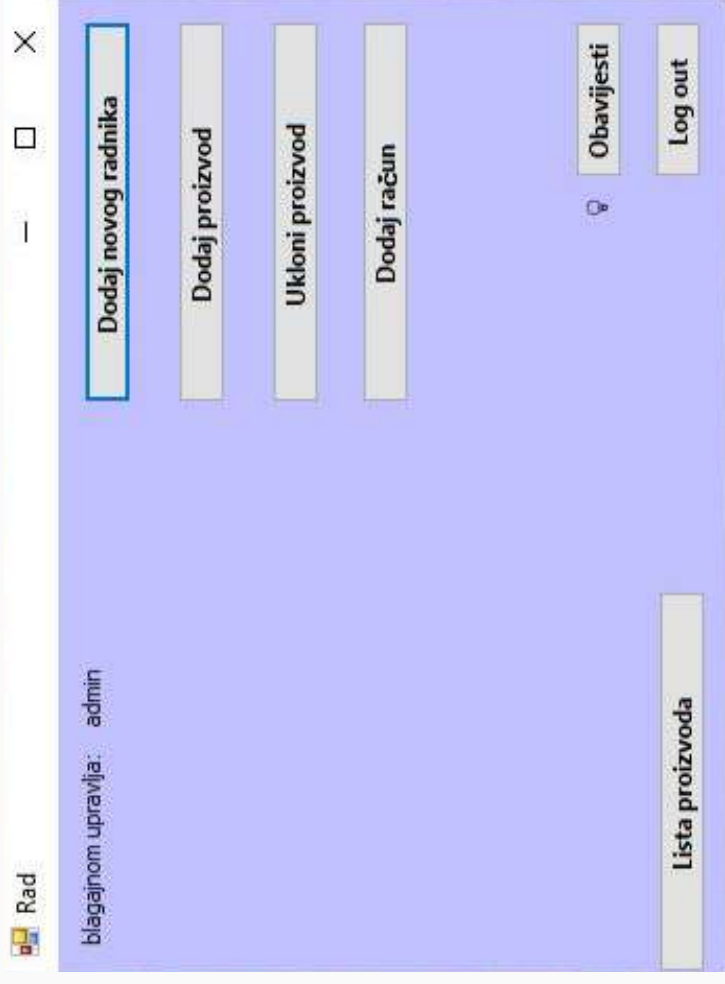 Rad
blagajnom upravlja: admin
Dodaj novog radnika
Dodaj proizvod
Ukloni proizvod
Dodaj račun
Obavijesti
Lista proizvoda
Log out